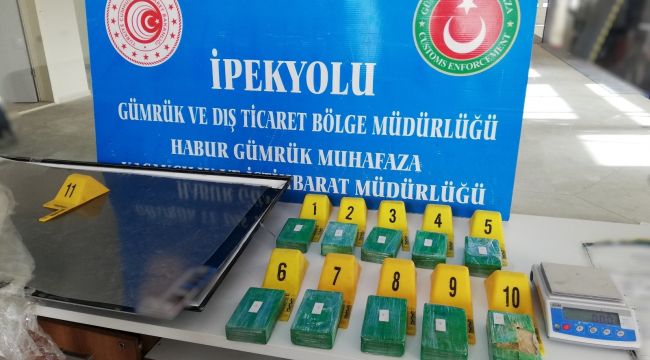 İPEKYOLU
GÜMRÜK VE DIŞ TİCARET BÖLGE MÜDÜRLÜĞÜ
HABUR GÜMRÜK MUHAFAZA
MÜDÜRLÜĞÜ
CUSTOMS ENFORCEMENT
11
1
2
3
4
5
6
7
8
9
10